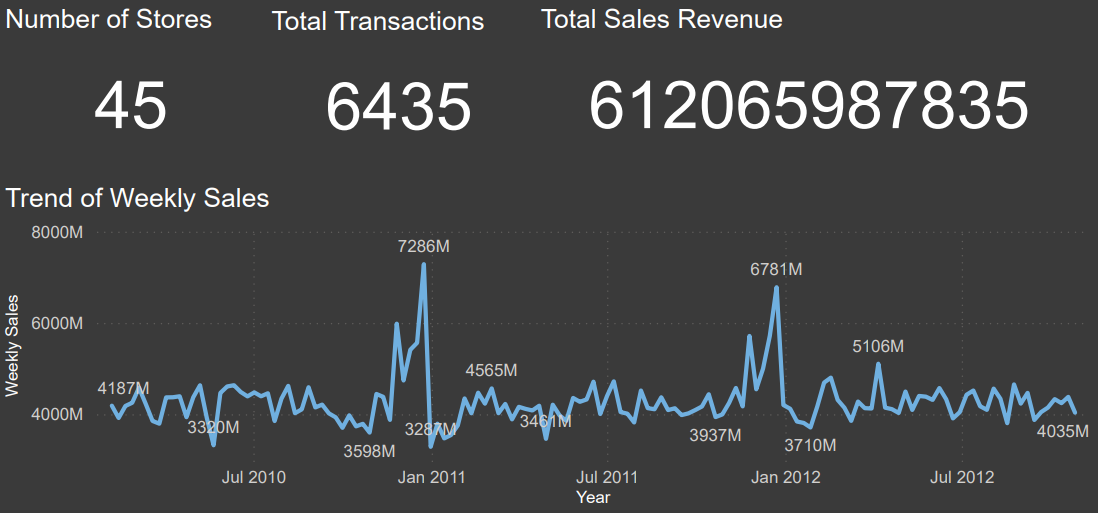 Number of Stores
Total Transactions
Total Sales Revenue
45
6435
612065987835
Trend of Weekly Sales
8000M
7286M
6781M
6000M
Weekly Sales
5106M
4565M
4187M
4000M
3320M
3287M
3461M
3598M
3937M
3710M
4035M
Jul 2010
Jan 2011
Jul 2011
Jan 2012
Jul 2012
Year